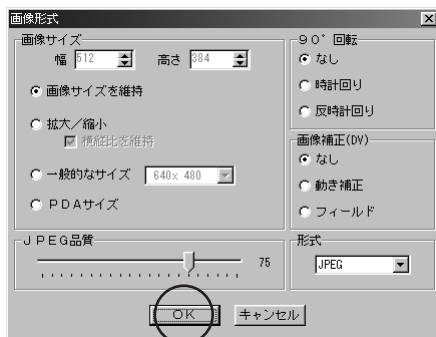 画像形式
画像サイズ
幅 512 高さ 384
画像サイズを維持
拡大／縮小
横縦比を維持
一般的なサイズ 640x 480
ＰＤＡサイズ
９０°回転
なし
時計回り
反時計回り
画像補正(DV)
なし
動き補正
フィールド
ＪＰＥＧ品質
75
形式
JPEG
ＯＫ キャンセル